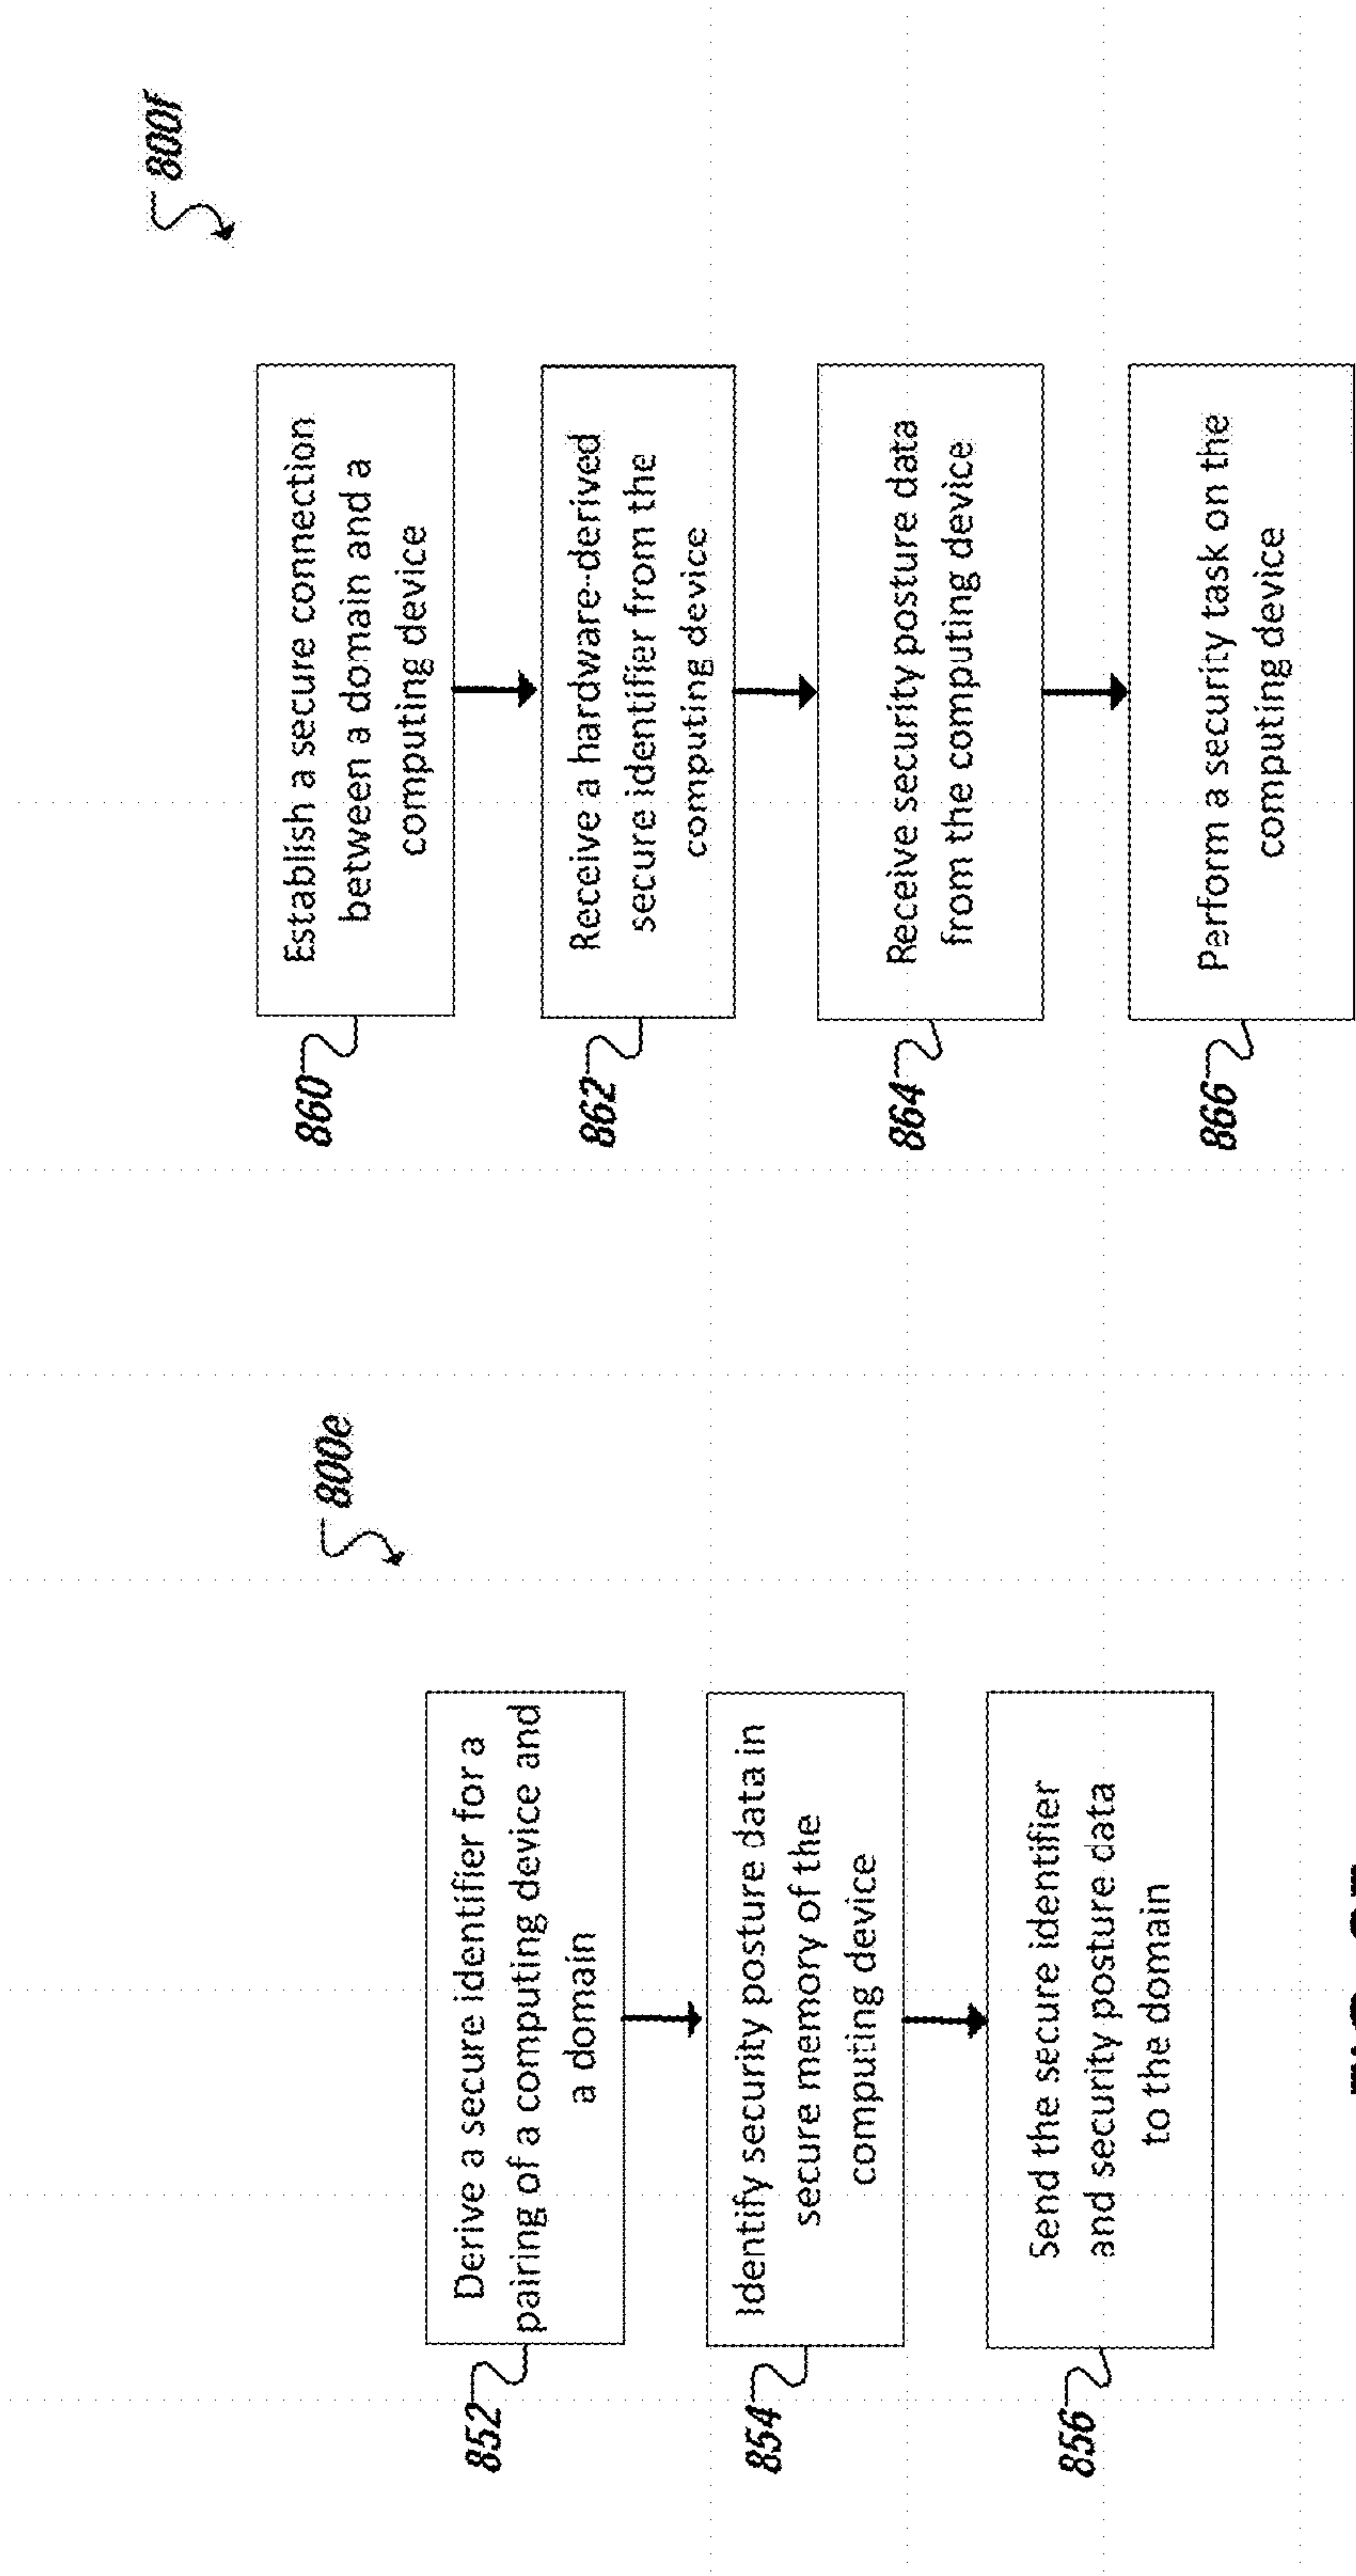 800e
852
Derive a secure identifier for a
pairing of a computing device and
a domain
854
Identify security posture data in
secure memory of the
computing device
856
Send the secure identifier
and security posture data
to the domain
800f
860
Establish a secure connection
between a domain and a
computing device
862
Receive a hardware-derived
secure identifier from the
computing device
864
Receive security posture data
from the computing device
866
Perform a security task on the
computing device